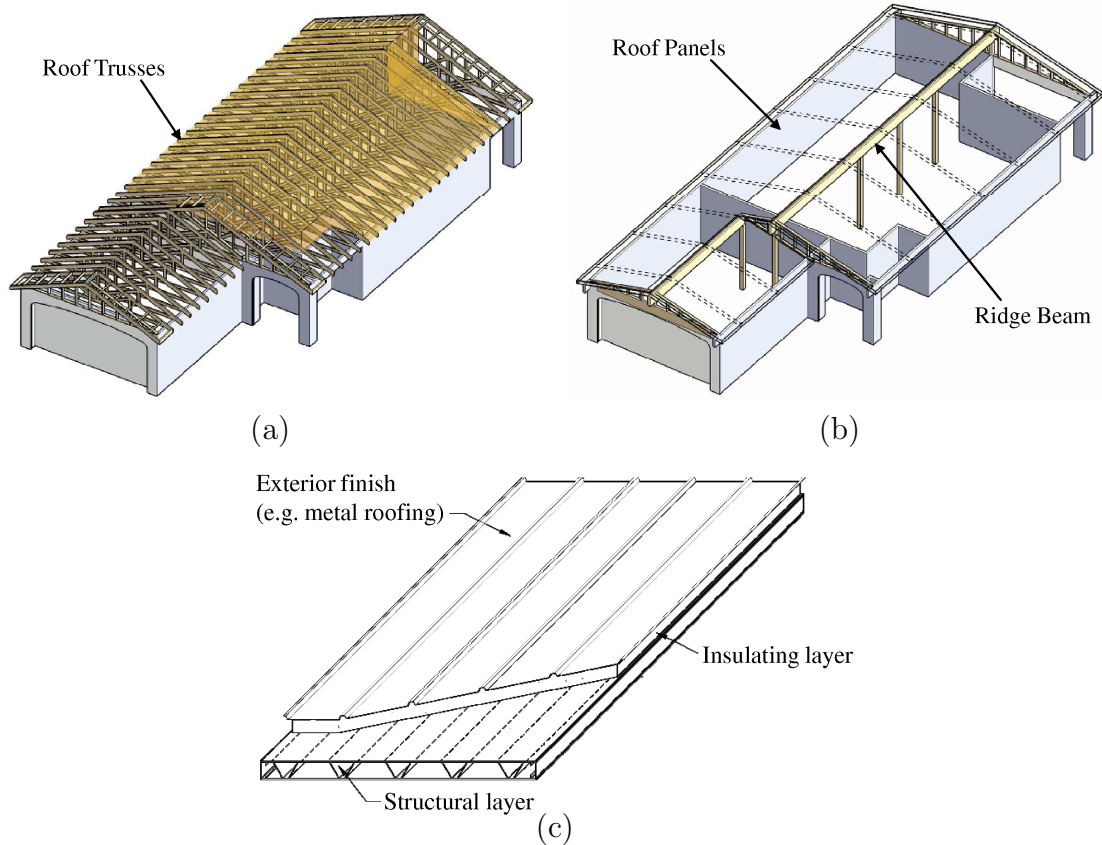 Roof Trusses
Roof Panels
Ridge Beam
(a)
(b)
Exterior finish
(e.g. metal roofing)
Insulating layer
Structural layer
(c)